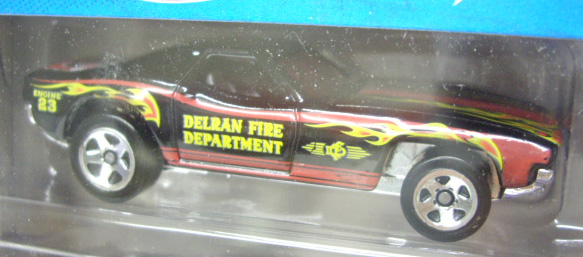 ENGINE
23
DELRAN FIRE
DEPARTMENT